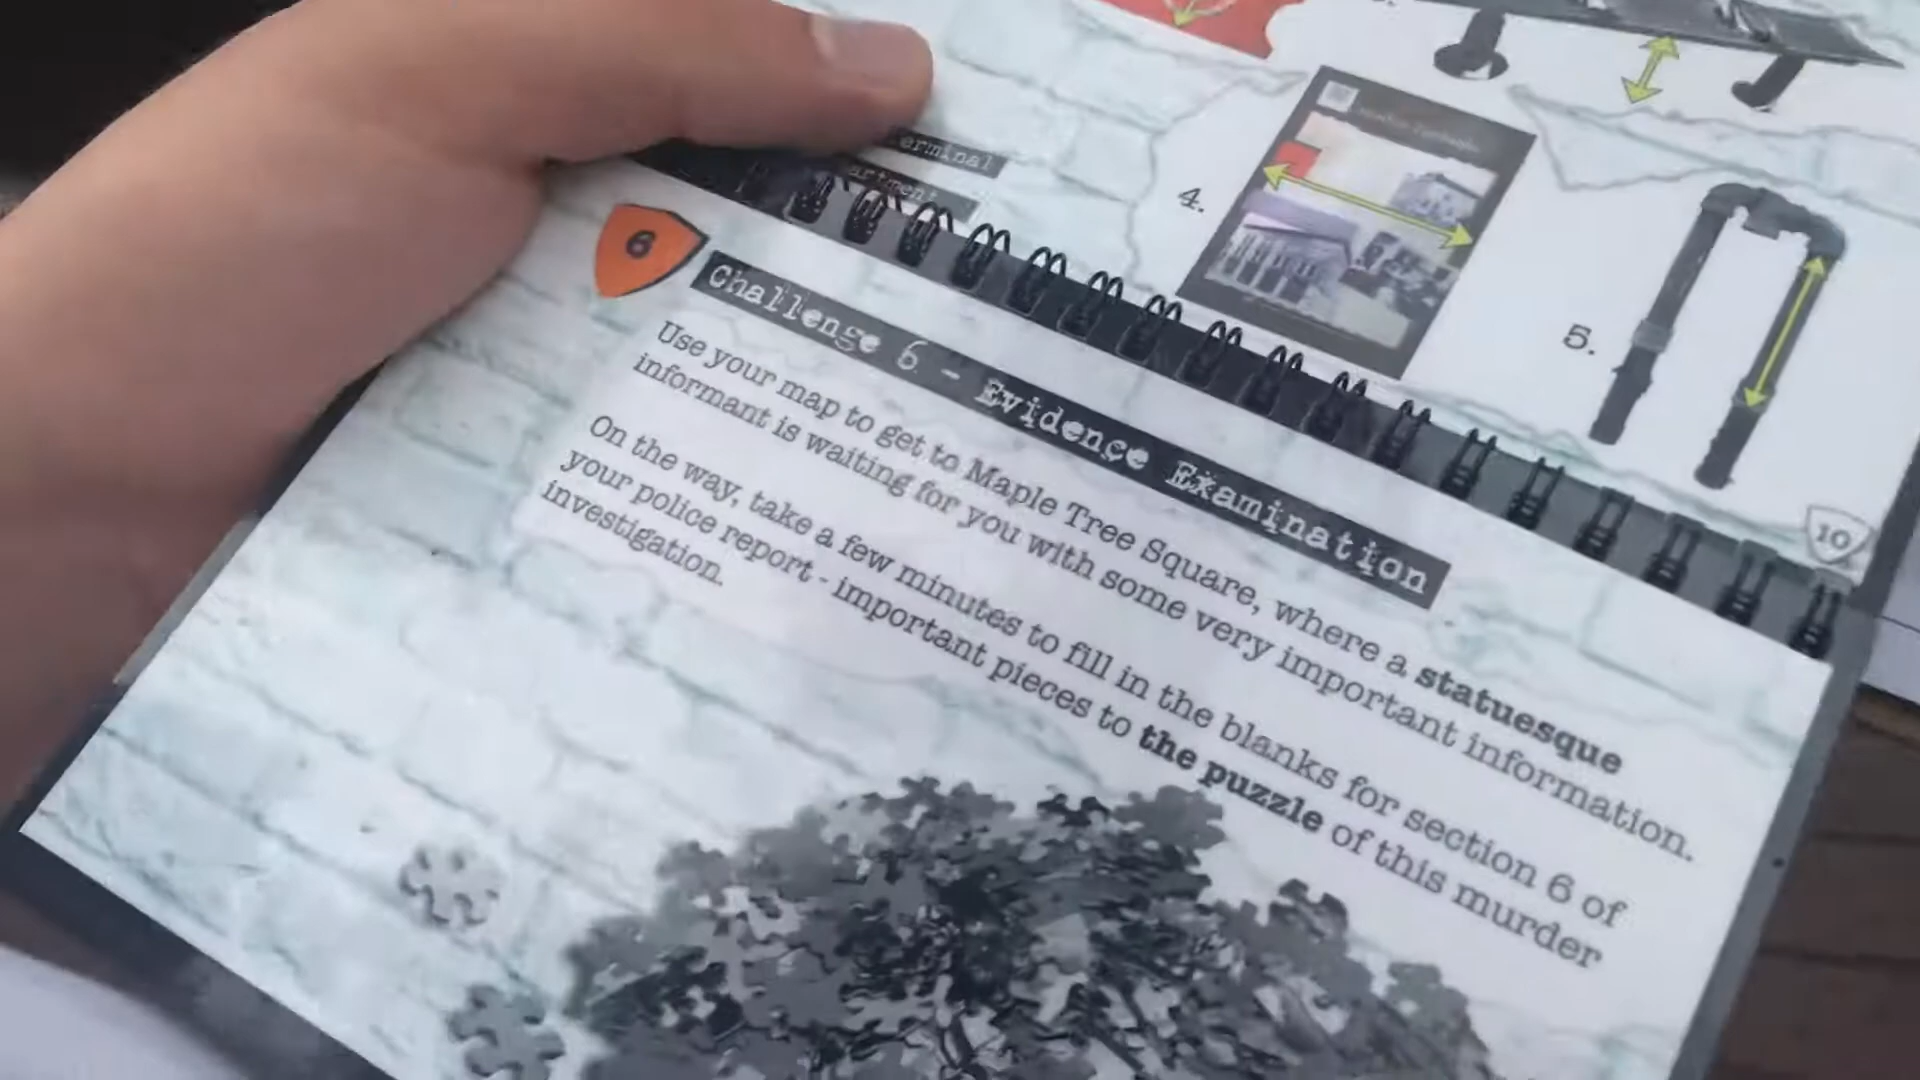 4.
5.
10
6
Challenge 6 - Evidence Examination
Use your map to get to Maple Tree Square, where a statuesque
informant is waiting for you with some very important information.
On the way, take a few minutes to fill in the blanks for section 6 of
your police report - important pieces to the puzzle of this murder
investigation.